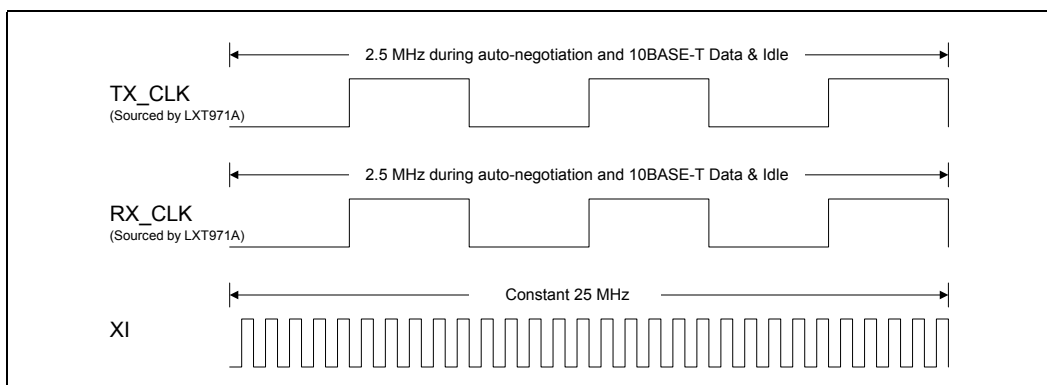 2.5 MHz during auto-negotiation and 10BASE-T Data & Idle
TX_CLK
(Sourced by LXT971A)
2.5 MHz during auto-negotiation and 10BASE-T Data & Idle
RX_CLK
(Sourced by LXT971A)
Constant 25 MHz
XI